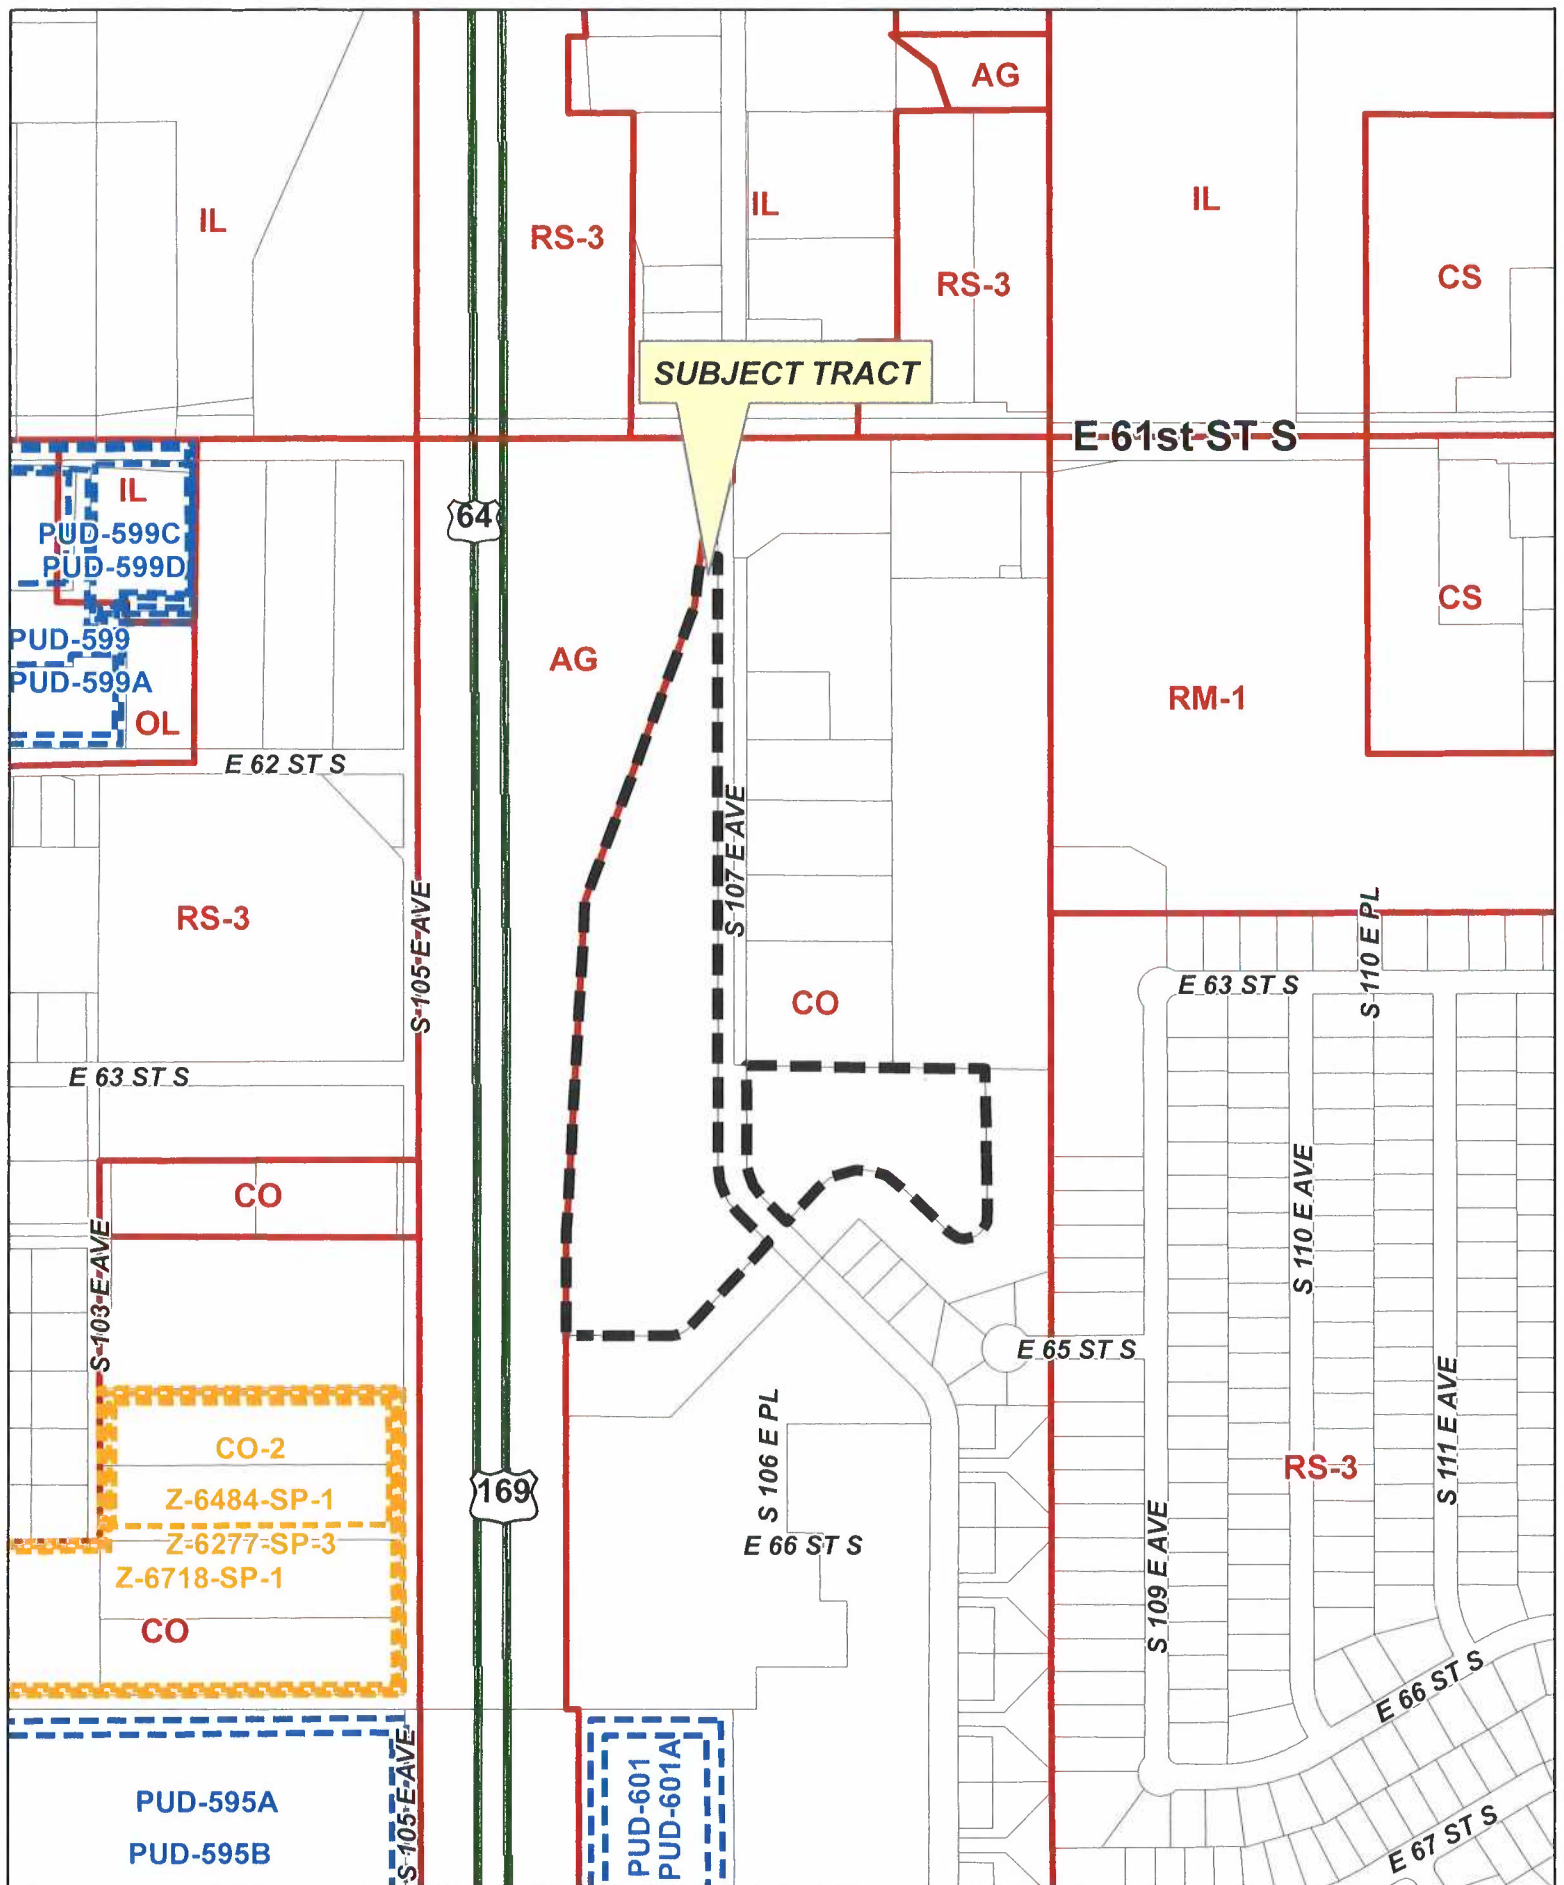 AG
IL
IL
IL
RS-3
RS-3
CS
SUBJECT TRACT
E 61st ST S
IL
64
PUD-599C
PUD-599D
CS
PUD-599
AG
PUD-599A
RM-1
OL
E 62 ST S
S 107 E AVE
RS-3
S 105 E AVE
S 110 E PL
E 63 ST S
CO
E 63 ST S
CO
S 110 E AVE
S 103 E AVE
E 65 ST S
CO-2
S 106 E PL
S 111 E AVE
RS-3
Z-6484-SP-1
169
Z-6277-SP-3
E 66 ST S
Z-6718-SP-1
S 109 E AVE
CO
E 66 ST S
PUD-595A
S 105 E AVE
PUD-601
PUD-601A
PUD-595B
E 67 ST S